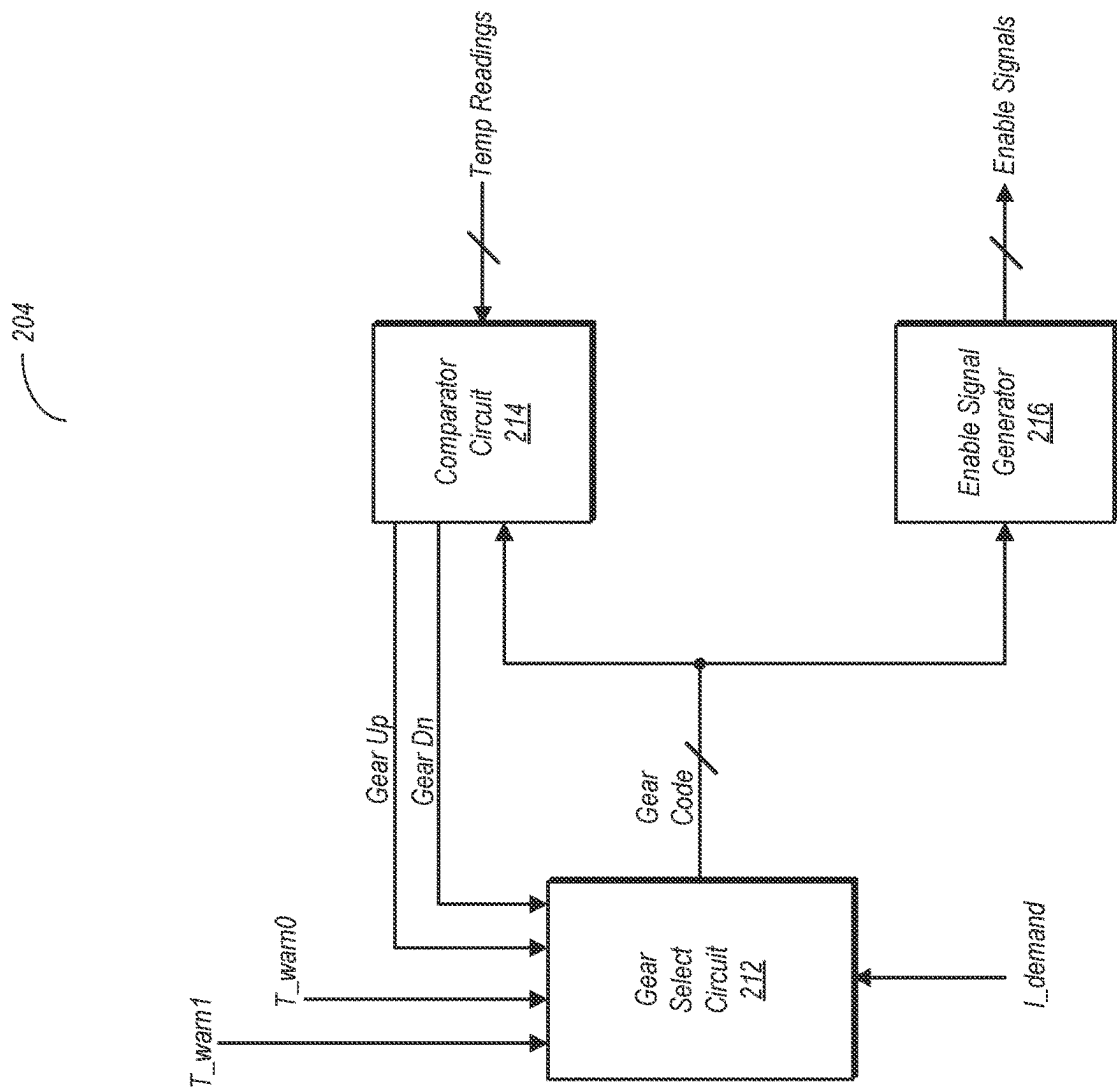 204
Temp Readings
Enable Signals
Comparator
Circuit
214
Enable Signal
Generator
216
Gear Up
Gear Dn
Gear
Code
T_warn1
T_warn0
Gear
Select
Circuit
212
I_demand